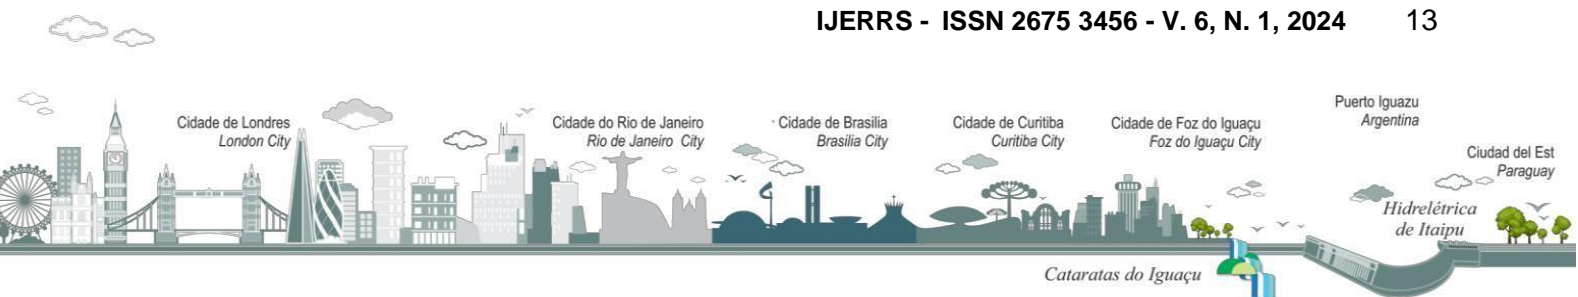 IJERRS - ISSN 2675 3456 - V. 6, N. 1, 2024 13
Cidade de Londres
London City
Cidade do Rio de Janeiro
Rio de Janeiro City
Cidade de Brasilia
Brasilia City
Cidade de Curitiba
Curitiba City
Cidade de Foz do Iguaçu
Foz do Iguaçu City
Puerto Iguazu
Argentina
Ciudad del Est
Paraguay
Hidrelétrica
de Itaipu
Cataratas do Iguaçu